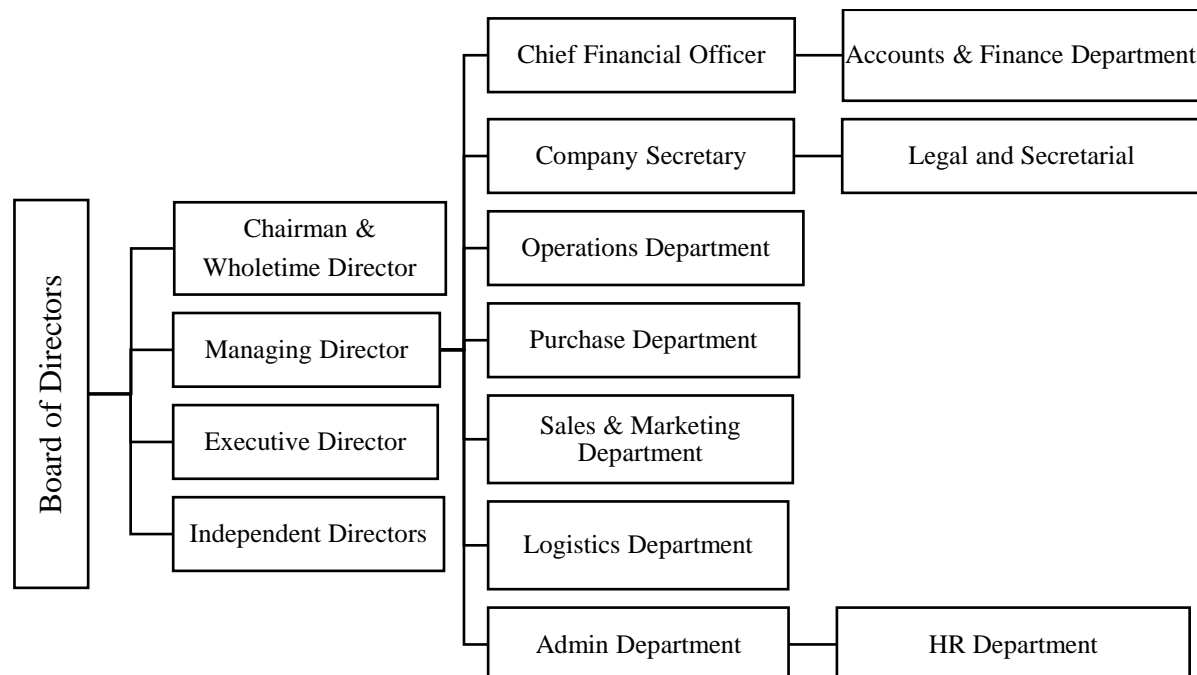 Board of Directors
Chairman &
Wholetime Director
Managing Director
Executive Director
Independent Directors
Chief Financial Officer
Accounts & Finance Department
Company Secretary
Legal and Secretarial
Operations Department
Purchase Department
Sales & Marketing
Department
Logistics Department
Admin Department
HR Department